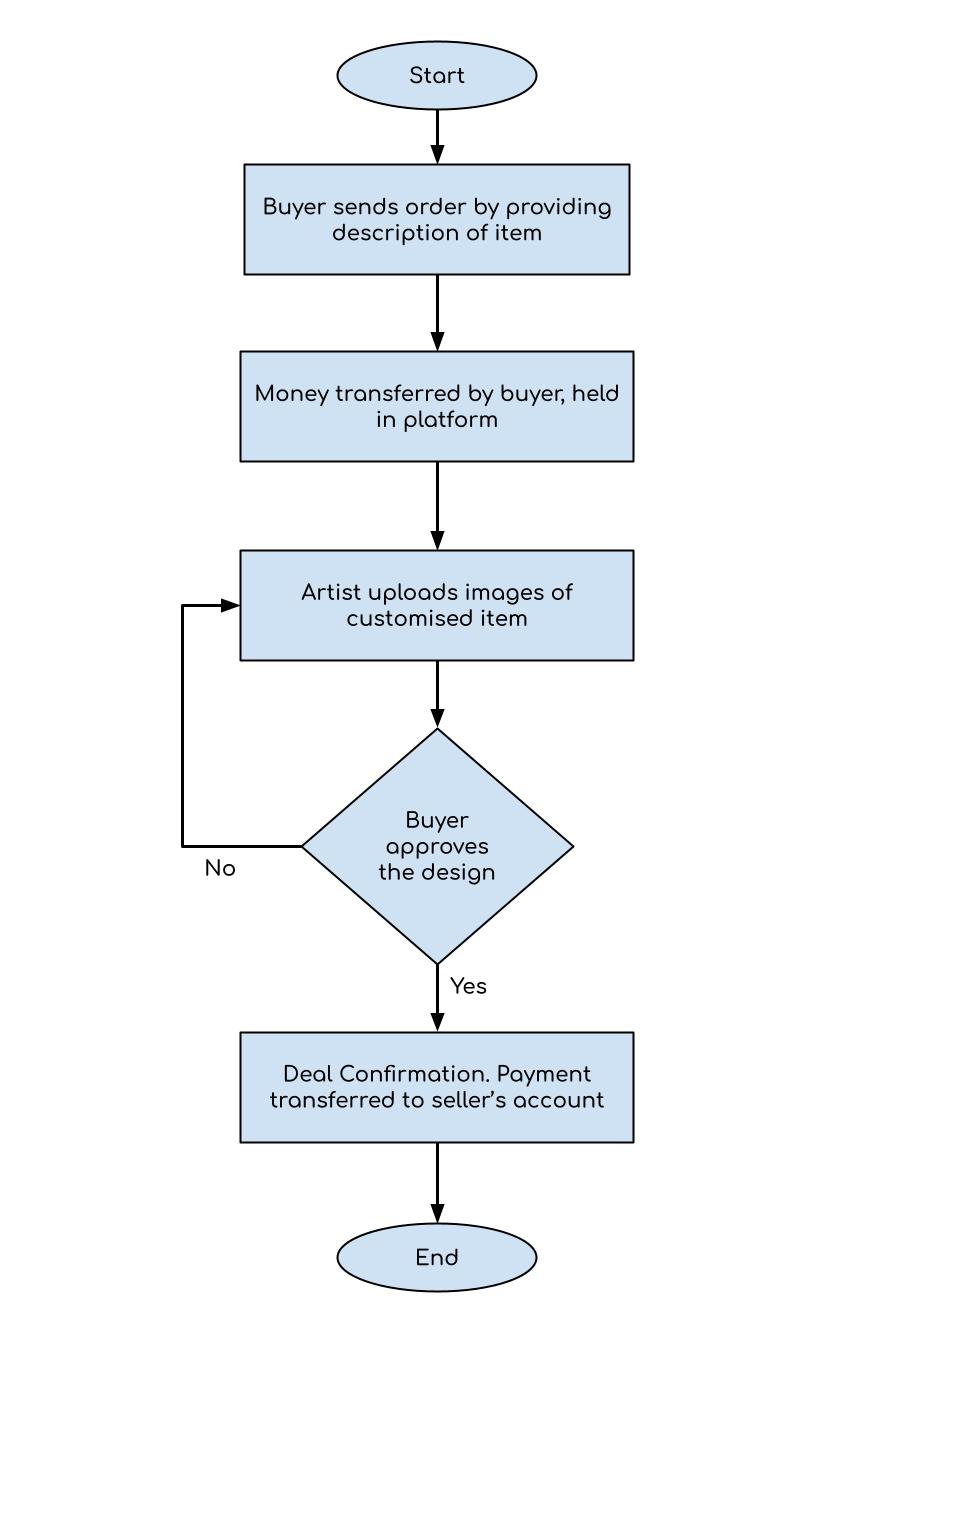 Start
Buyer sends order by providing
description of item
Money transferred by buyer, held
in platform
Artist uploads images of
customised item
Buyer
approves
the design
No
Yes
Deal Confirmation. Payment
transferred to seller’s account
End